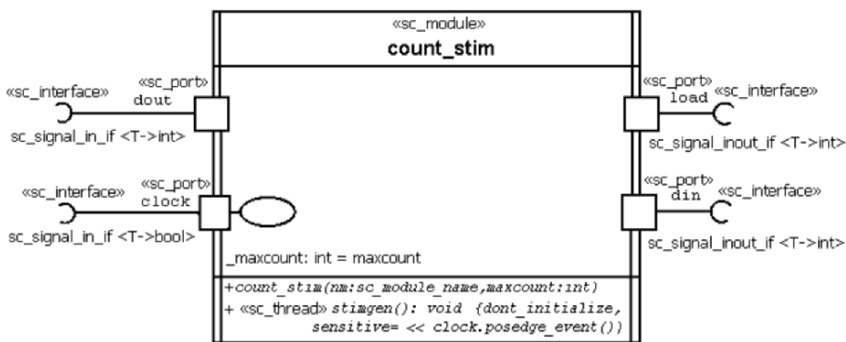 «sc_module»
count_stim
«sc_port»
dout
«sc_interface»
sc_signal_in_if <T->int>
«sc_port»
clock
«sc_interface»
sc_signal_in_if <T->bool>
«sc_port»
load
«sc_interface»
sc_signal_inout_if <T->int>
«sc_port»
din
«sc_interface»
sc_signal_inout_if <T->int>
_maxcount: int = maxcount
+count_stim(nm:sc_module_name,maxcount:int)
+ «sc_thread» stimgen(): void {dont_initialize,
sensitive= << clock.posedge_event()}